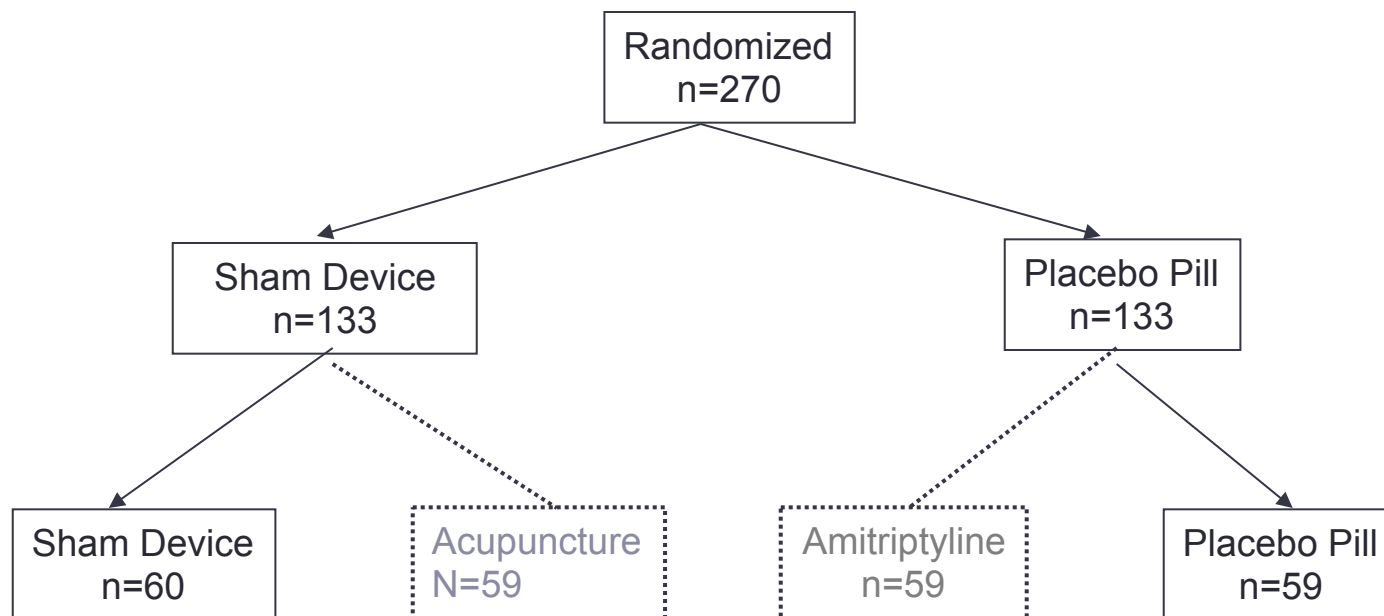 Randomized
n=270
Sham Device
n=133
Placebo Pill
n=133
Sham Device
n=60
Acupuncture
N=59
Amitriptyline
n=59
Placebo Pill
n=59